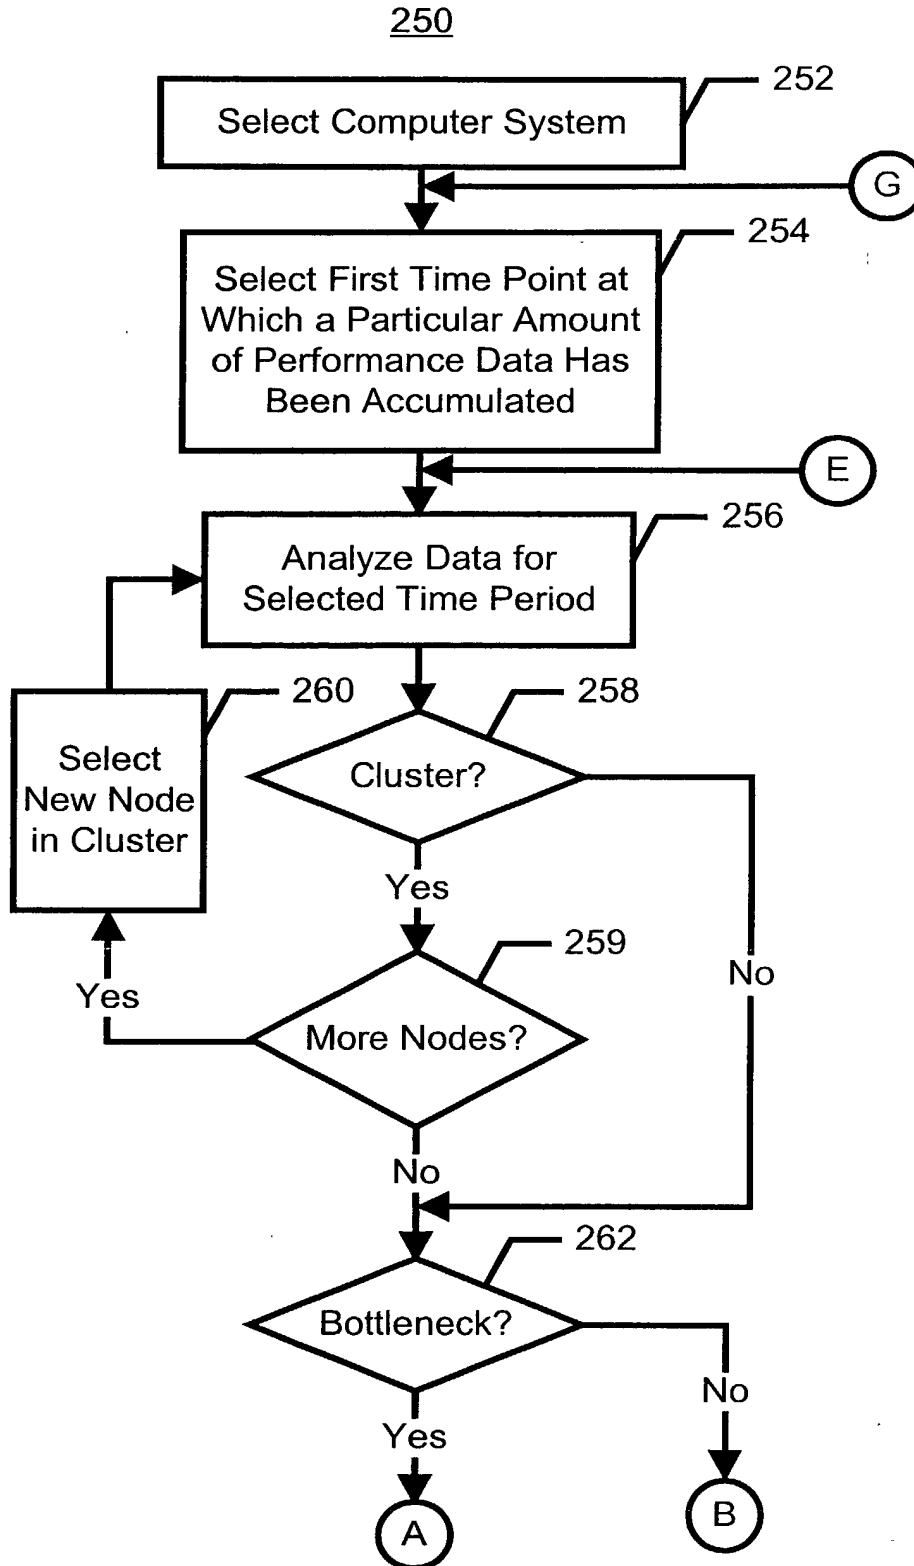 250
252
Select Computer System
G
254
Select First Time Point at
Which a Particular Amount
of Performance Data Has
Been Accumulated
E
256
Analyze Data for
Selected Time Period
260
258
Select
New Node
in Cluster
Cluster?
Yes
259
No
Yes
More Nodes?
No
262
Bottleneck?
No
Yes
A
B